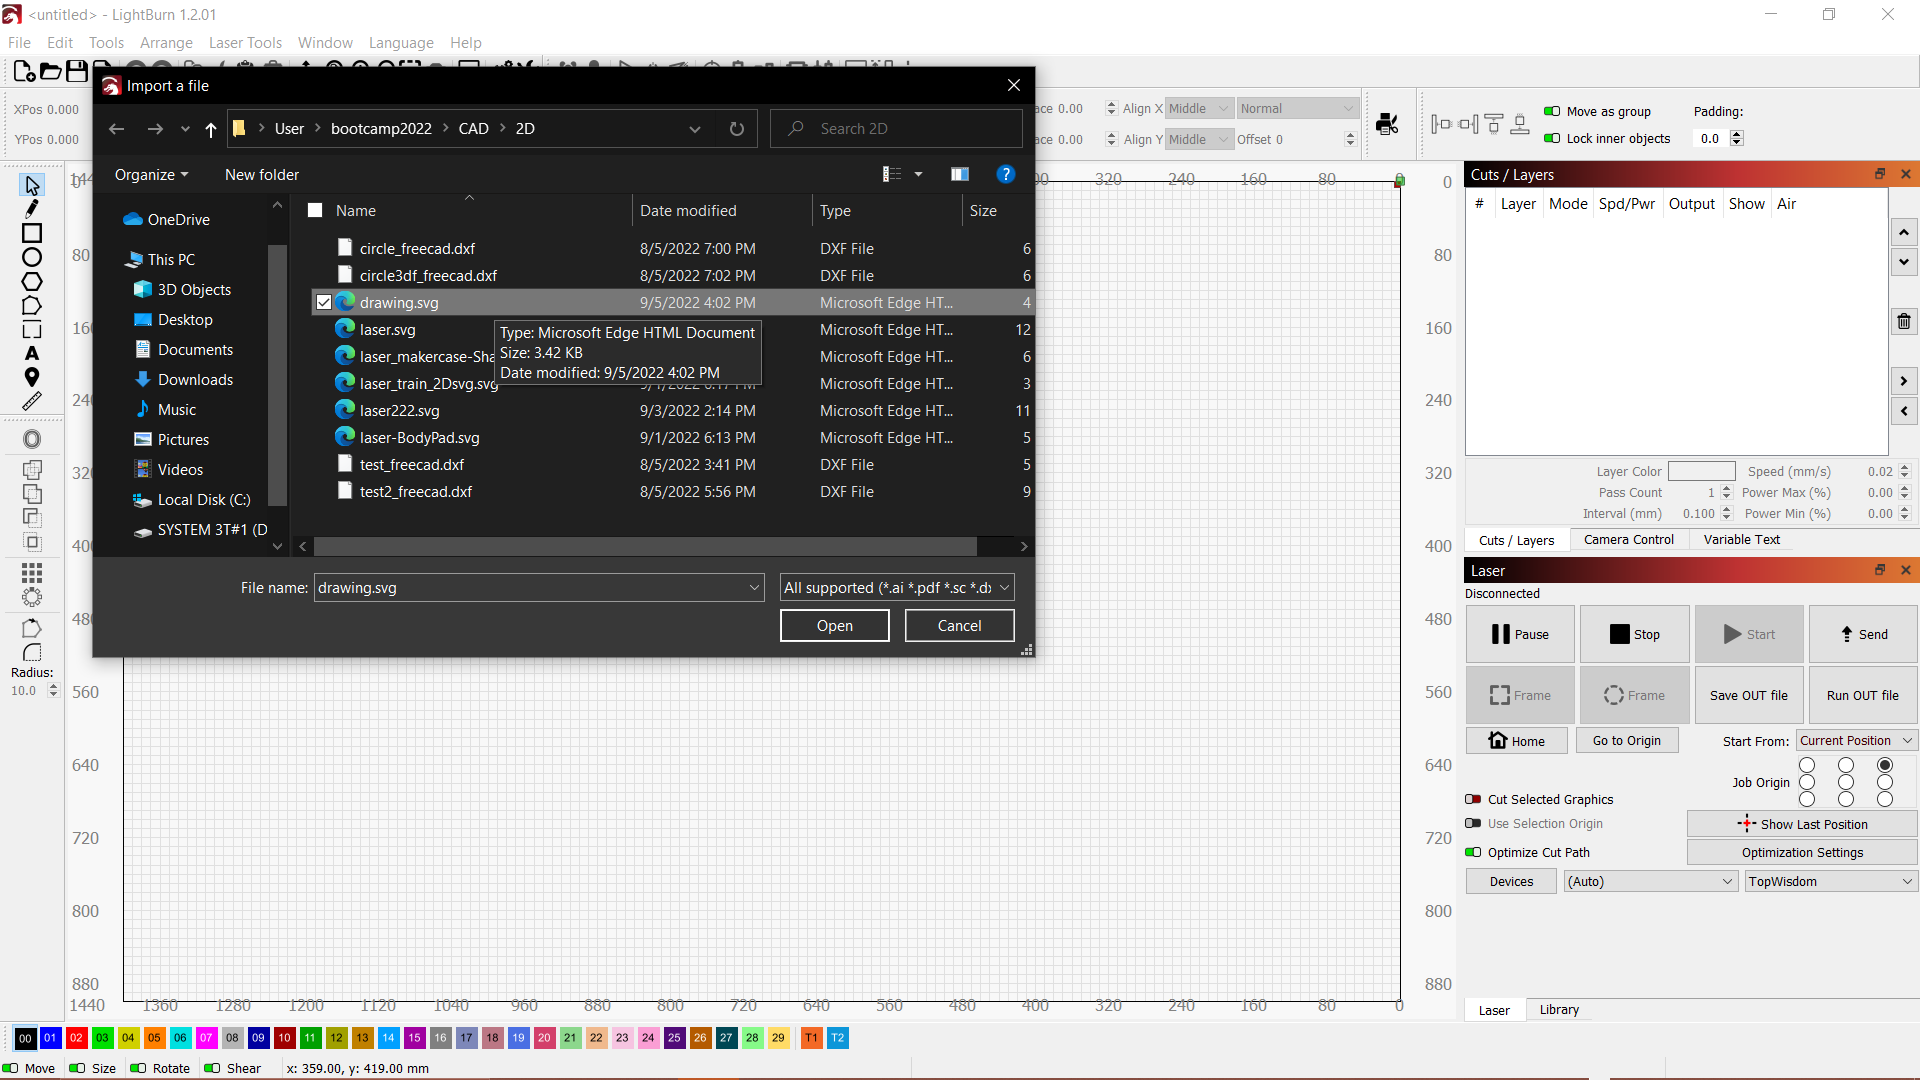 <untitled> - LightBurn 1.2.01
File Edit Tools Arrange Laser Tools Window Language Help
Import a file
XPos 0.000
YPos 0.000
User bootcamp2022 CAD 2D
Search 2D
ace 0.00
Align X Middle Normal
ace 0.00
Align Y Middle Offset 0
Move as group
Lock inner objects
Padding:
0.0
Organize New folder
OneDrive
This PC
3D Objects
Desktop
Documents
Downloads
Music
Pictures
Videos
Local Disk (C:)
SYSTEM 3T#1 (D
Name Date modified Type Size
circle_freecad.dxf 8/5/2022 7:00 PM DXF File 6
circle3df_freecad.dxf 8/5/2022 7:02 PM DXF File 6
drawing.svg 9/5/2022 4:02 PM Microsoft Edge HT... 4
laser.svg Microsoft Edge HT... 12
laser_makercase-Sha Microsoft Edge HT... 6
laser_train_2Dsvg.svg Microsoft Edge HT... 3
laser222.svg 9/3/2022 2:14 PM Microsoft Edge HT... 11
laser-BodyPad.svg 9/1/2022 6:13 PM Microsoft Edge HT... 5
test_freecad.dxf 8/5/2022 3:41 PM DXF File 5
test2_freecad.dxf 8/5/2022 5:56 PM DXF File 9
Type: Microsoft Edge HTML Document
Size: 3.42 KB
Date modified: 9/5/2022 4:02 PM
File name: drawing.svg
All supported (*.ai *.pdf *.sc *.dx
Open Cancel
320 240 160 80 0
0
80
160
240
320
400
480
560
640
720
800
880
80
160
240
320
400
480
560
640
720
800
880
1440 1360 1280 1200 1120 1040 960 880 800 720 640 560 480 400 320 240 160 80 0
Radius:
10.0
Cuts / Layers
# Layer Mode Spd/Pwr Output Show Air
Layer Color Speed (mm/s) 0.02
Pass Count 1 Power Max (%) 0.00
Interval (mm) 0.100 Power Min (%) 0.00
Cuts / Layers Camera Control Variable Text
Laser
Disconnected
Pause Stop Start Send
Frame Frame Save OUT file Run OUT file
Home Go to Origin Start From: Current Position
Job Origin
Cut Selected Graphics
Use Selection Origin
Show Last Position
Optimize Cut Path
Optimization Settings
Devices (Auto) TopWisdom
Laser Library
00 01 02 03 04 05 06 07 08 09 10 11 12 13 14 15 16 17 18 19 20 21 22 23 24 25 26 27 28 29 T1 T2
Move Size Rotate Shear x: 359.00, y: 419.00 mm